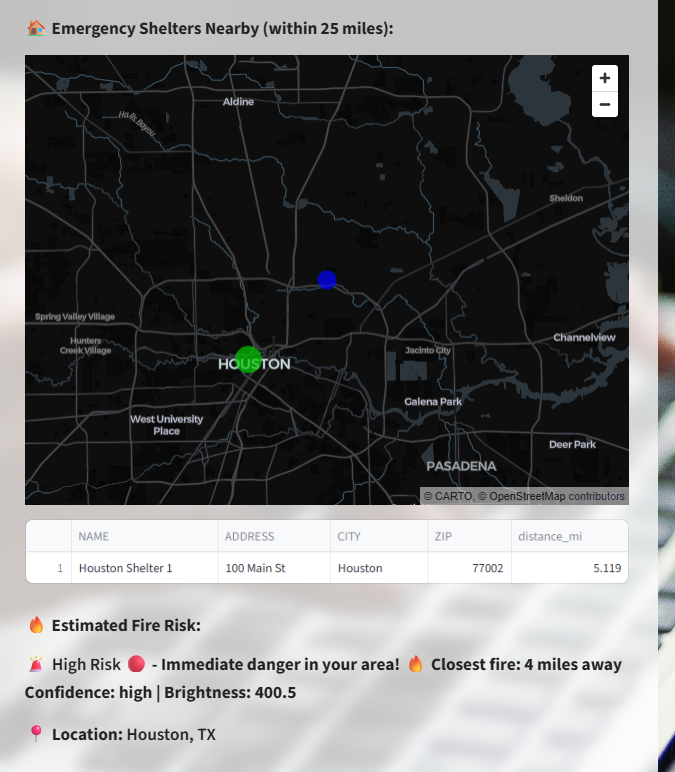 🏠 Emergency Shelters Nearby (within 25 miles):
+
−
Aldine
Halls Bayou
Sheldon
Spring Valley Village
Hunters
Creek Village
Channelview
Jacinto City
HOUSTON
Galena Park
West University
Place
Deer Park
PASADENA
© CARTO, © OpenStreetMap contributors
NAME ADDRESS CITY ZIP distance_mi
1 Houston Shelter 1 100 Main St Houston 77002 5.119
🔥 Estimated Fire Risk:
🚨 High Risk 🔴 - Immediate danger in your area! 🔥 Closest fire: 4 miles away
Confidence: high | Brightness: 400.5
📍 Location: Houston, TX